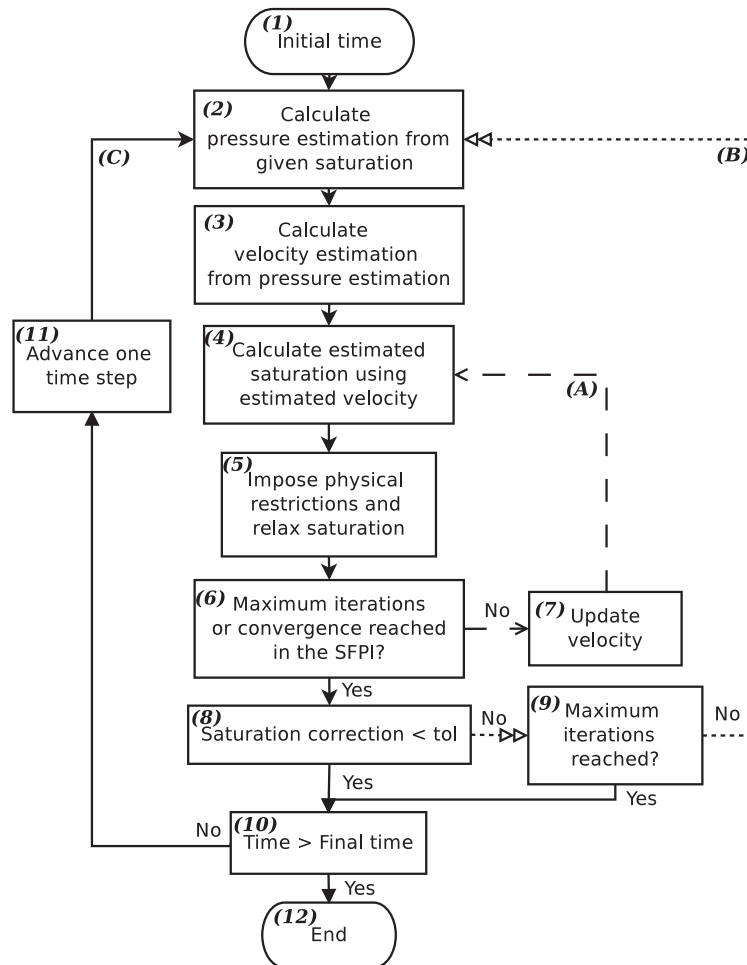 (1)
Initial time
(2)
Calculate
pressure estimation from
given saturation
(C)
(B)
(3)
Calculate
velocity estimation
from pressure estimation
(11)
Advance one
time step
(4)
Calculate estimated
saturation using
estimated velocity
(A)
(5)
Impose physical
restrictions and
relax saturation
(6)
Maximum iterations
or convergence reached
in the SFPI?
No
(7)
Update
velocity
Yes
(8)
Saturation correction < tol
No
(9)
Maximum
iterations
reached?
No
Yes
Yes
No
(10)
Time > Final time
Yes
(12)
End